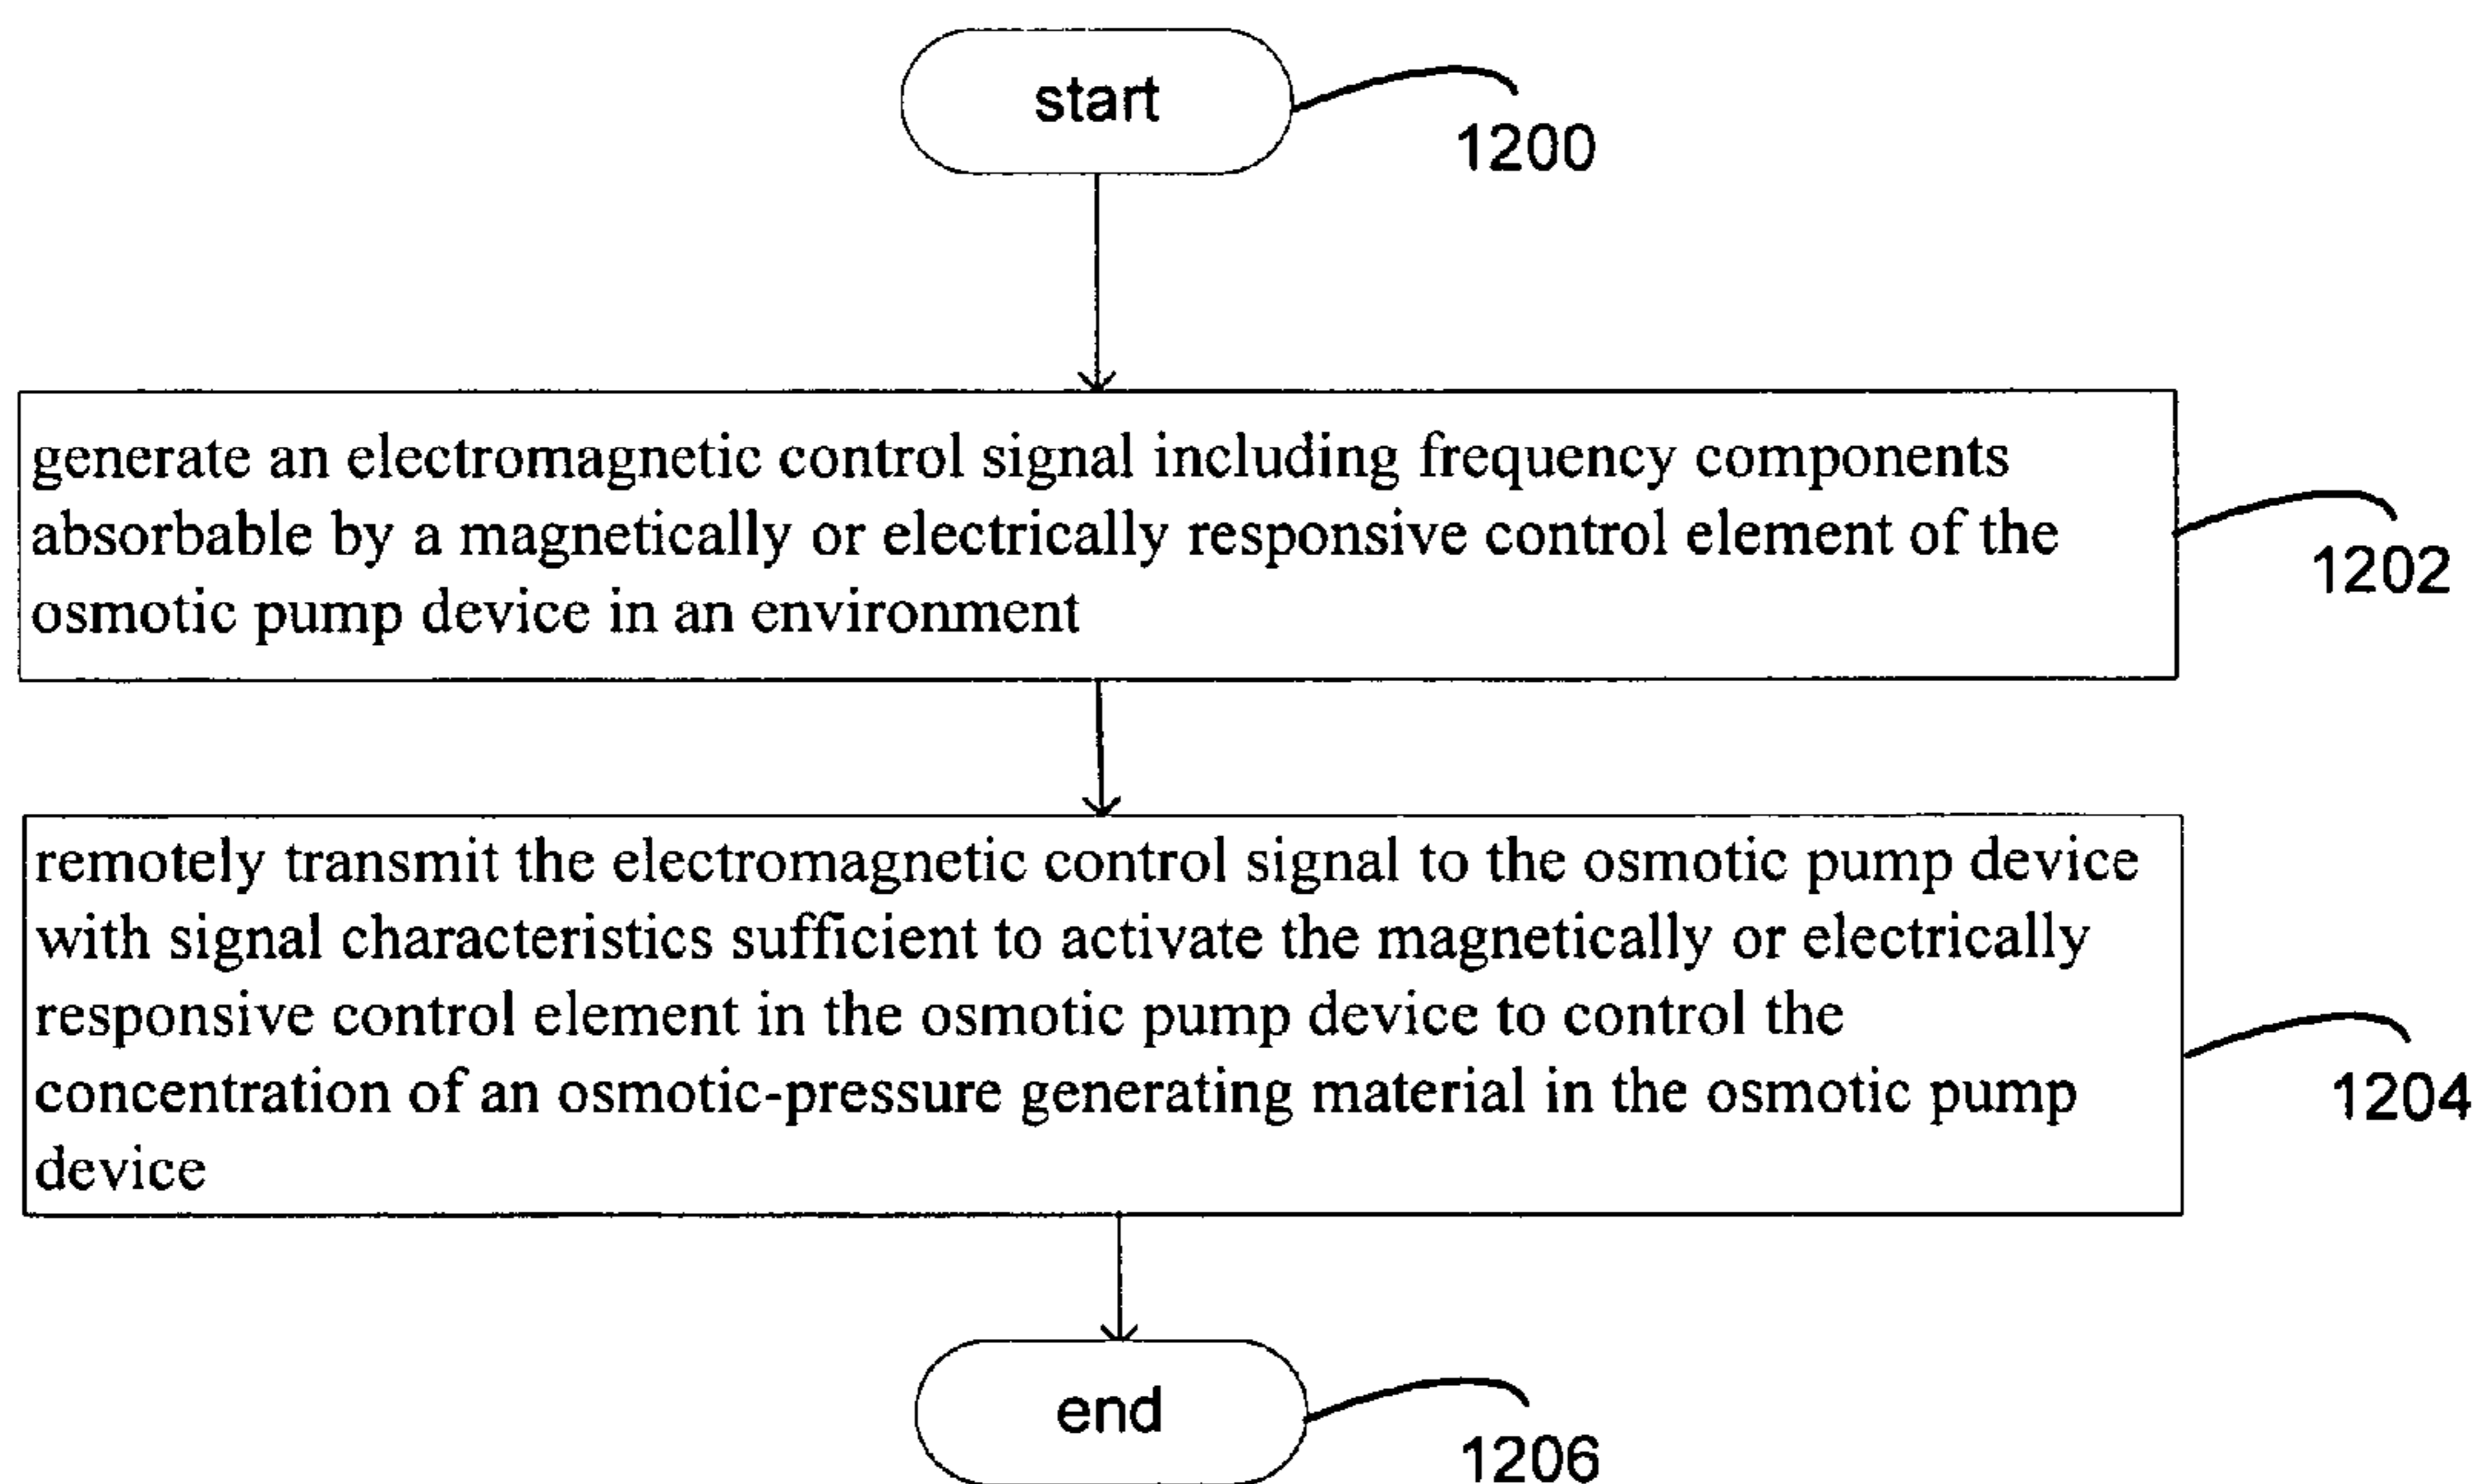 start
1200
generate an electromagnetic control signal including frequency components
absorbable by a magnetically or electrically responsive control element of the
osmotic pump device in an environment
1202
remotely transmit the electromagnetic control signal to the osmotic pump device
with signal characteristics sufficient to activate the magnetically or electrically
responsive control element in the osmotic pump device to control the
concentration of an osmotic-pressure generating material in the osmotic pump
device
1204
end
1206